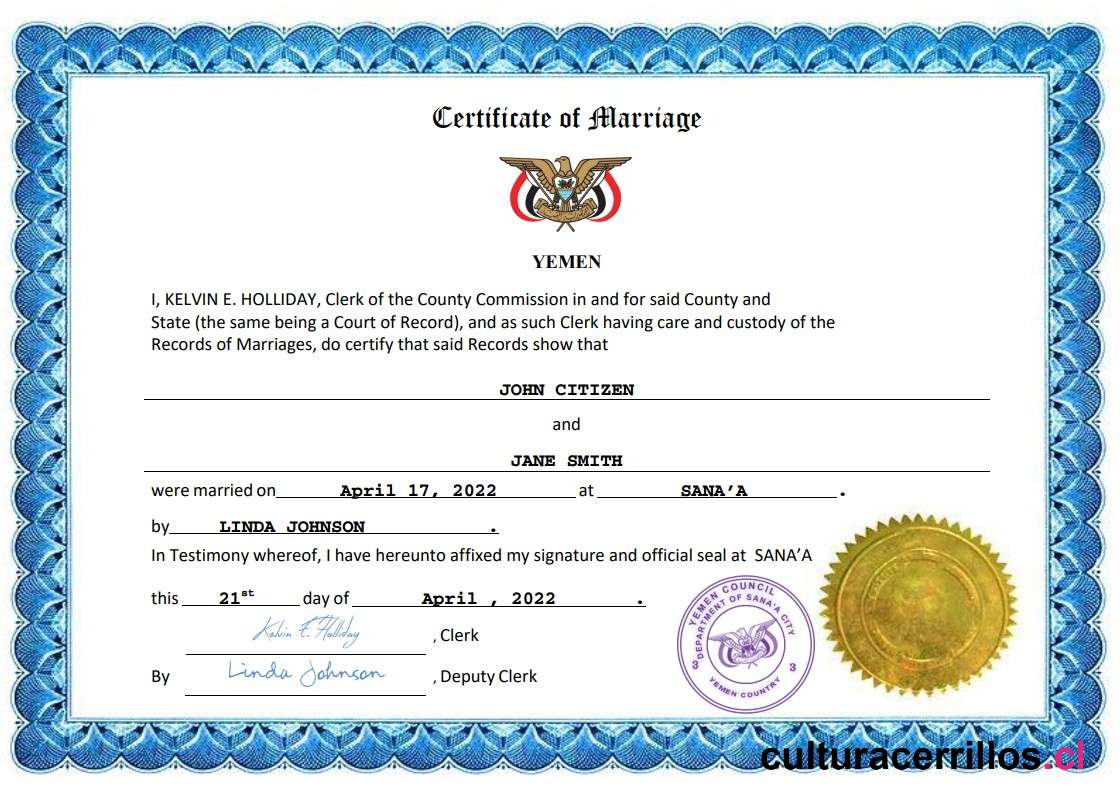 Certificate of Marriage
YEMEN
I, KELVIN E. HOLLIDAY, Clerk of the County Commission in and for said County and
State (the same being a Court of Record), and as such Clerk having care and custody of the
Records of Marriages, do certify that said Records show that
JOHN CITIZEN
and
JANE SMITH
were married on April 17, 2022 at SANA’A .
by LINDA JOHNSON .
In Testimony whereof, I have hereunto affixed my signature and official seal at SANA’A
this 21st day of April , 2022 .
Kelvin E. Holliday , Clerk
By Linda Johnson , Deputy Clerk
YEMEN COUNCIL
DEPARTMENT OF SANA'A CITY
3 3
YEMEN COUNTRY
culturacerrillos.cl